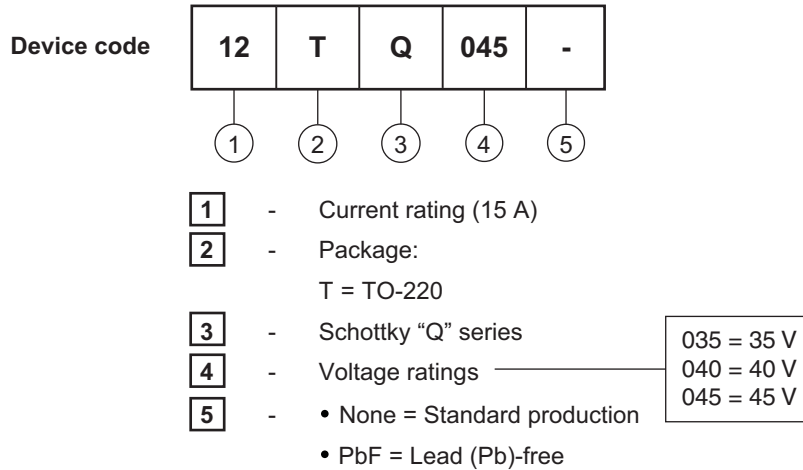 Device code 12 T Q 045 -
1 2 3 4 5
1 - Current rating (15 A)
2 - Package:
T = TO-220
3 - Schottky “Q” series
4 - Voltage ratings
5 - • None = Standard production
• PbF = Lead (Pb)-free
035 = 35 V
040 = 40 V
045 = 45 V